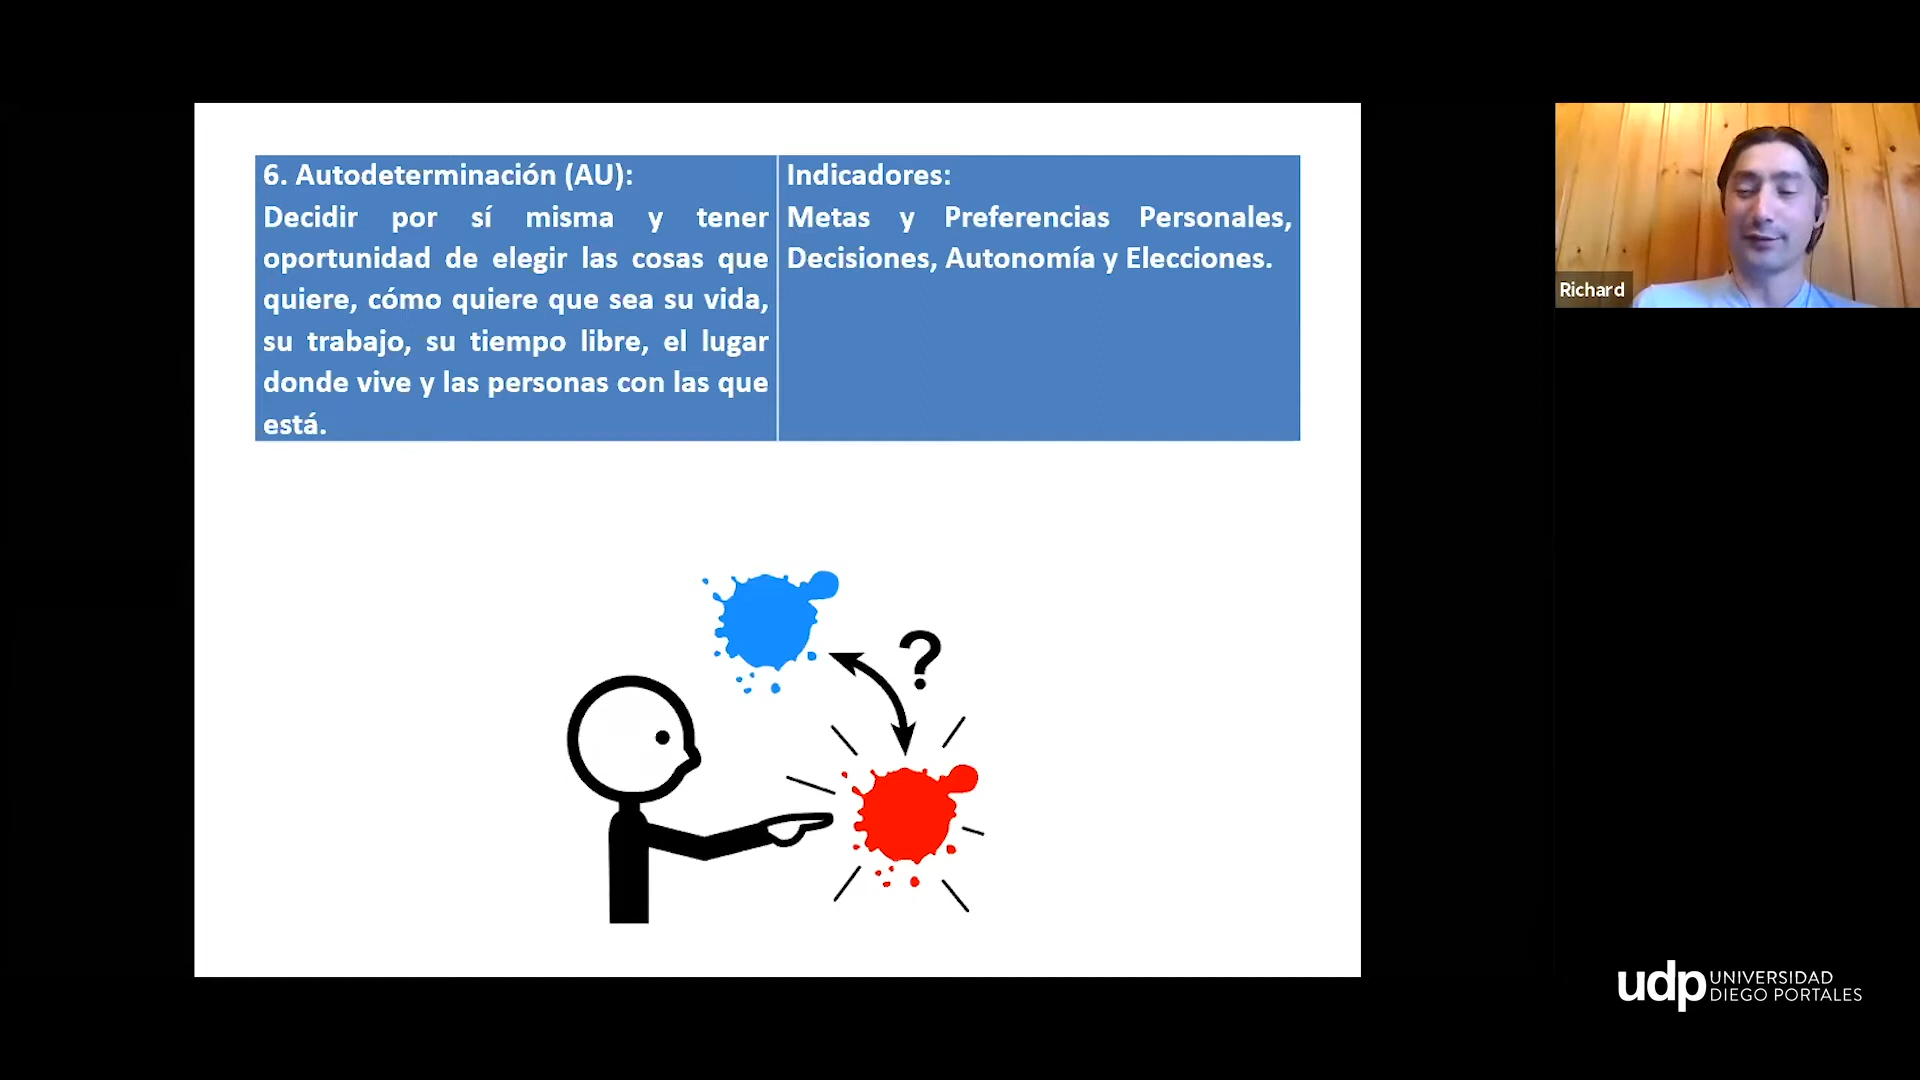 6. Autodeterminación (AU):
Decidir por sí misma y tener
oportunidad de elegir las cosas que
quiere, cómo quiere que sea su vida,
su trabajo, su tiempo libre, el lugar
donde vive y las personas con las que
está.
Indicadores:
Metas y Preferencias Personales,
Decisiones, Autonomía y Elecciones.
?
Richard
udp UNIVERSIDAD
DIEGO PORTALES